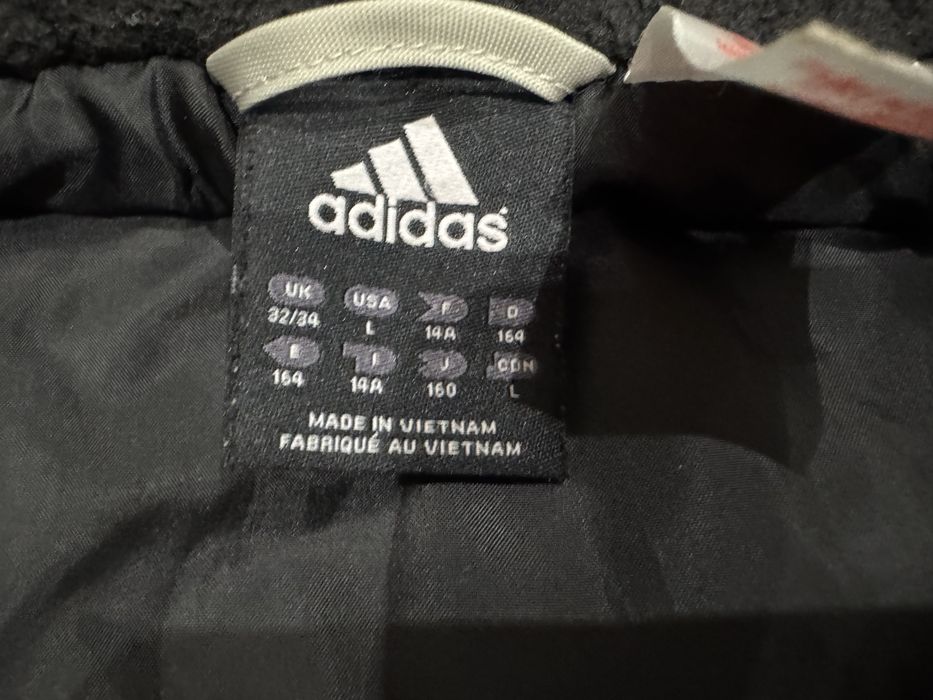 adidas
UK USA F D
32/34 L 14A 164
E I J CDN
164 14A 160 L
MADE IN VIETNAM
FABRIQUÉ AU VIETNAM